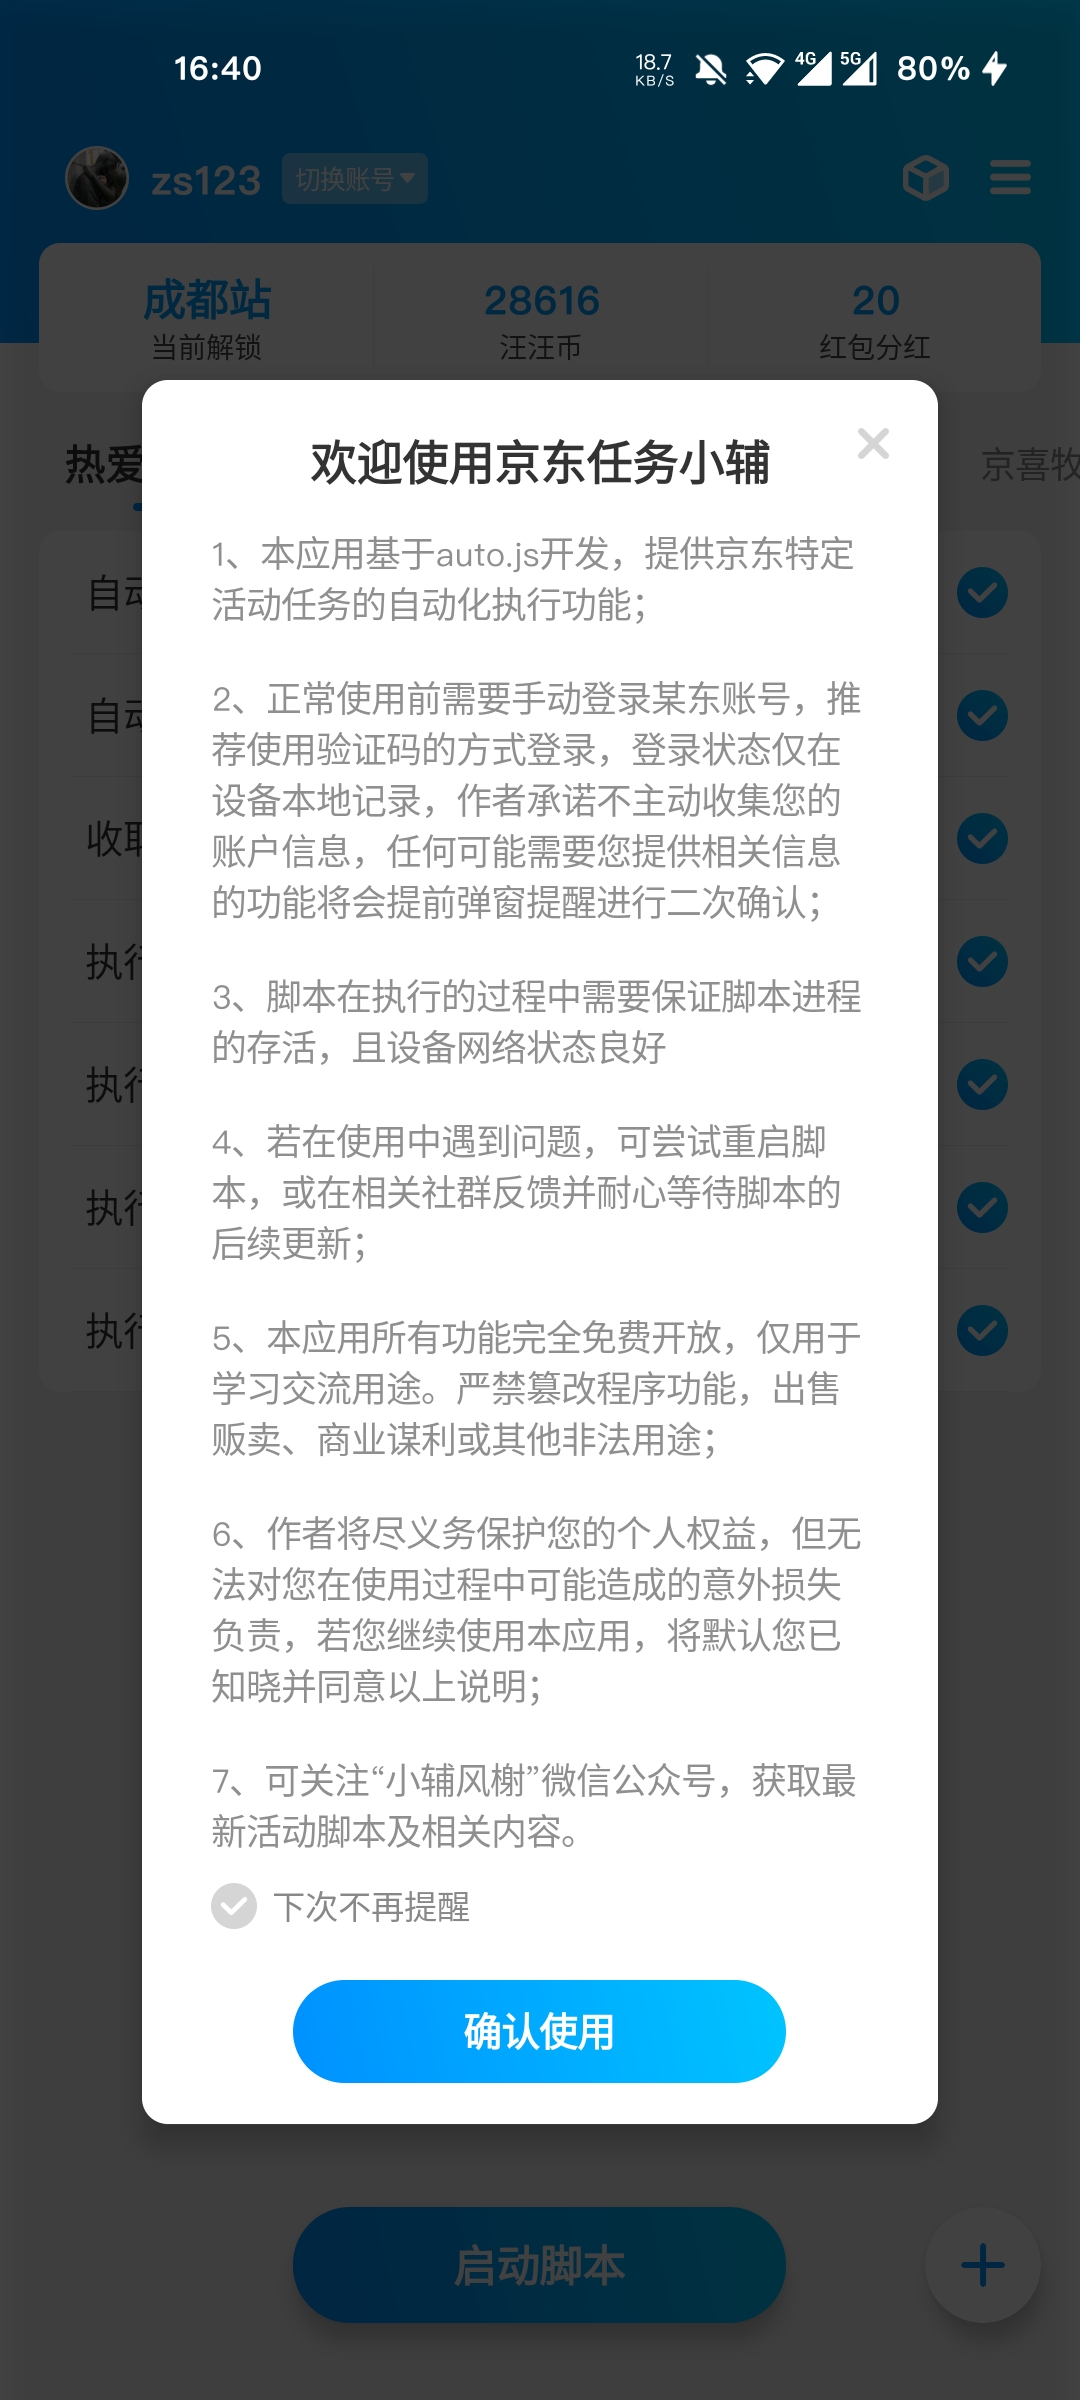 16:40
18.7
KB/S
4G
5G
80%
zs123
切换账号
成都站
28616
20
当前解锁
汪汪币
红包分红
热爱
京喜牧
欢迎使用京东任务小辅
1、本应用基于auto.js开发，提供京东特定
活动任务的自动化执行功能；
2、正常使用前需要手动登录某东账号，推
荐使用验证码的方式登录，登录状态仅在
设备本地记录，作者承诺不主动收集您的
账户信息，任何可能需要您提供相关信息
的功能将会提前弹窗提醒进行二次确认；
3、脚本在执行的过程中需要保证脚本进程
的存活，且设备网络状态良好
4、若在使用中遇到问题，可尝试重启脚
本，或在相关社群反馈并耐心等待脚本的
后续更新；
5、本应用所有功能完全免费开放，仅用于
学习交流用途。严禁篡改程序功能，出售
贩卖、商业谋利或其他非法用途；
6、作者将尽义务保护您的个人权益，但无
法对您在使用过程中可能造成的意外损失
负责，若您继续使用本应用，将默认您已
知晓并同意以上说明；
7、可关注“小辅风榭”微信公众号，获取最
新活动脚本及相关内容。
下次不再提醒
确认使用
自动
自动
收取
执行
执行
执行
执行
启动脚本